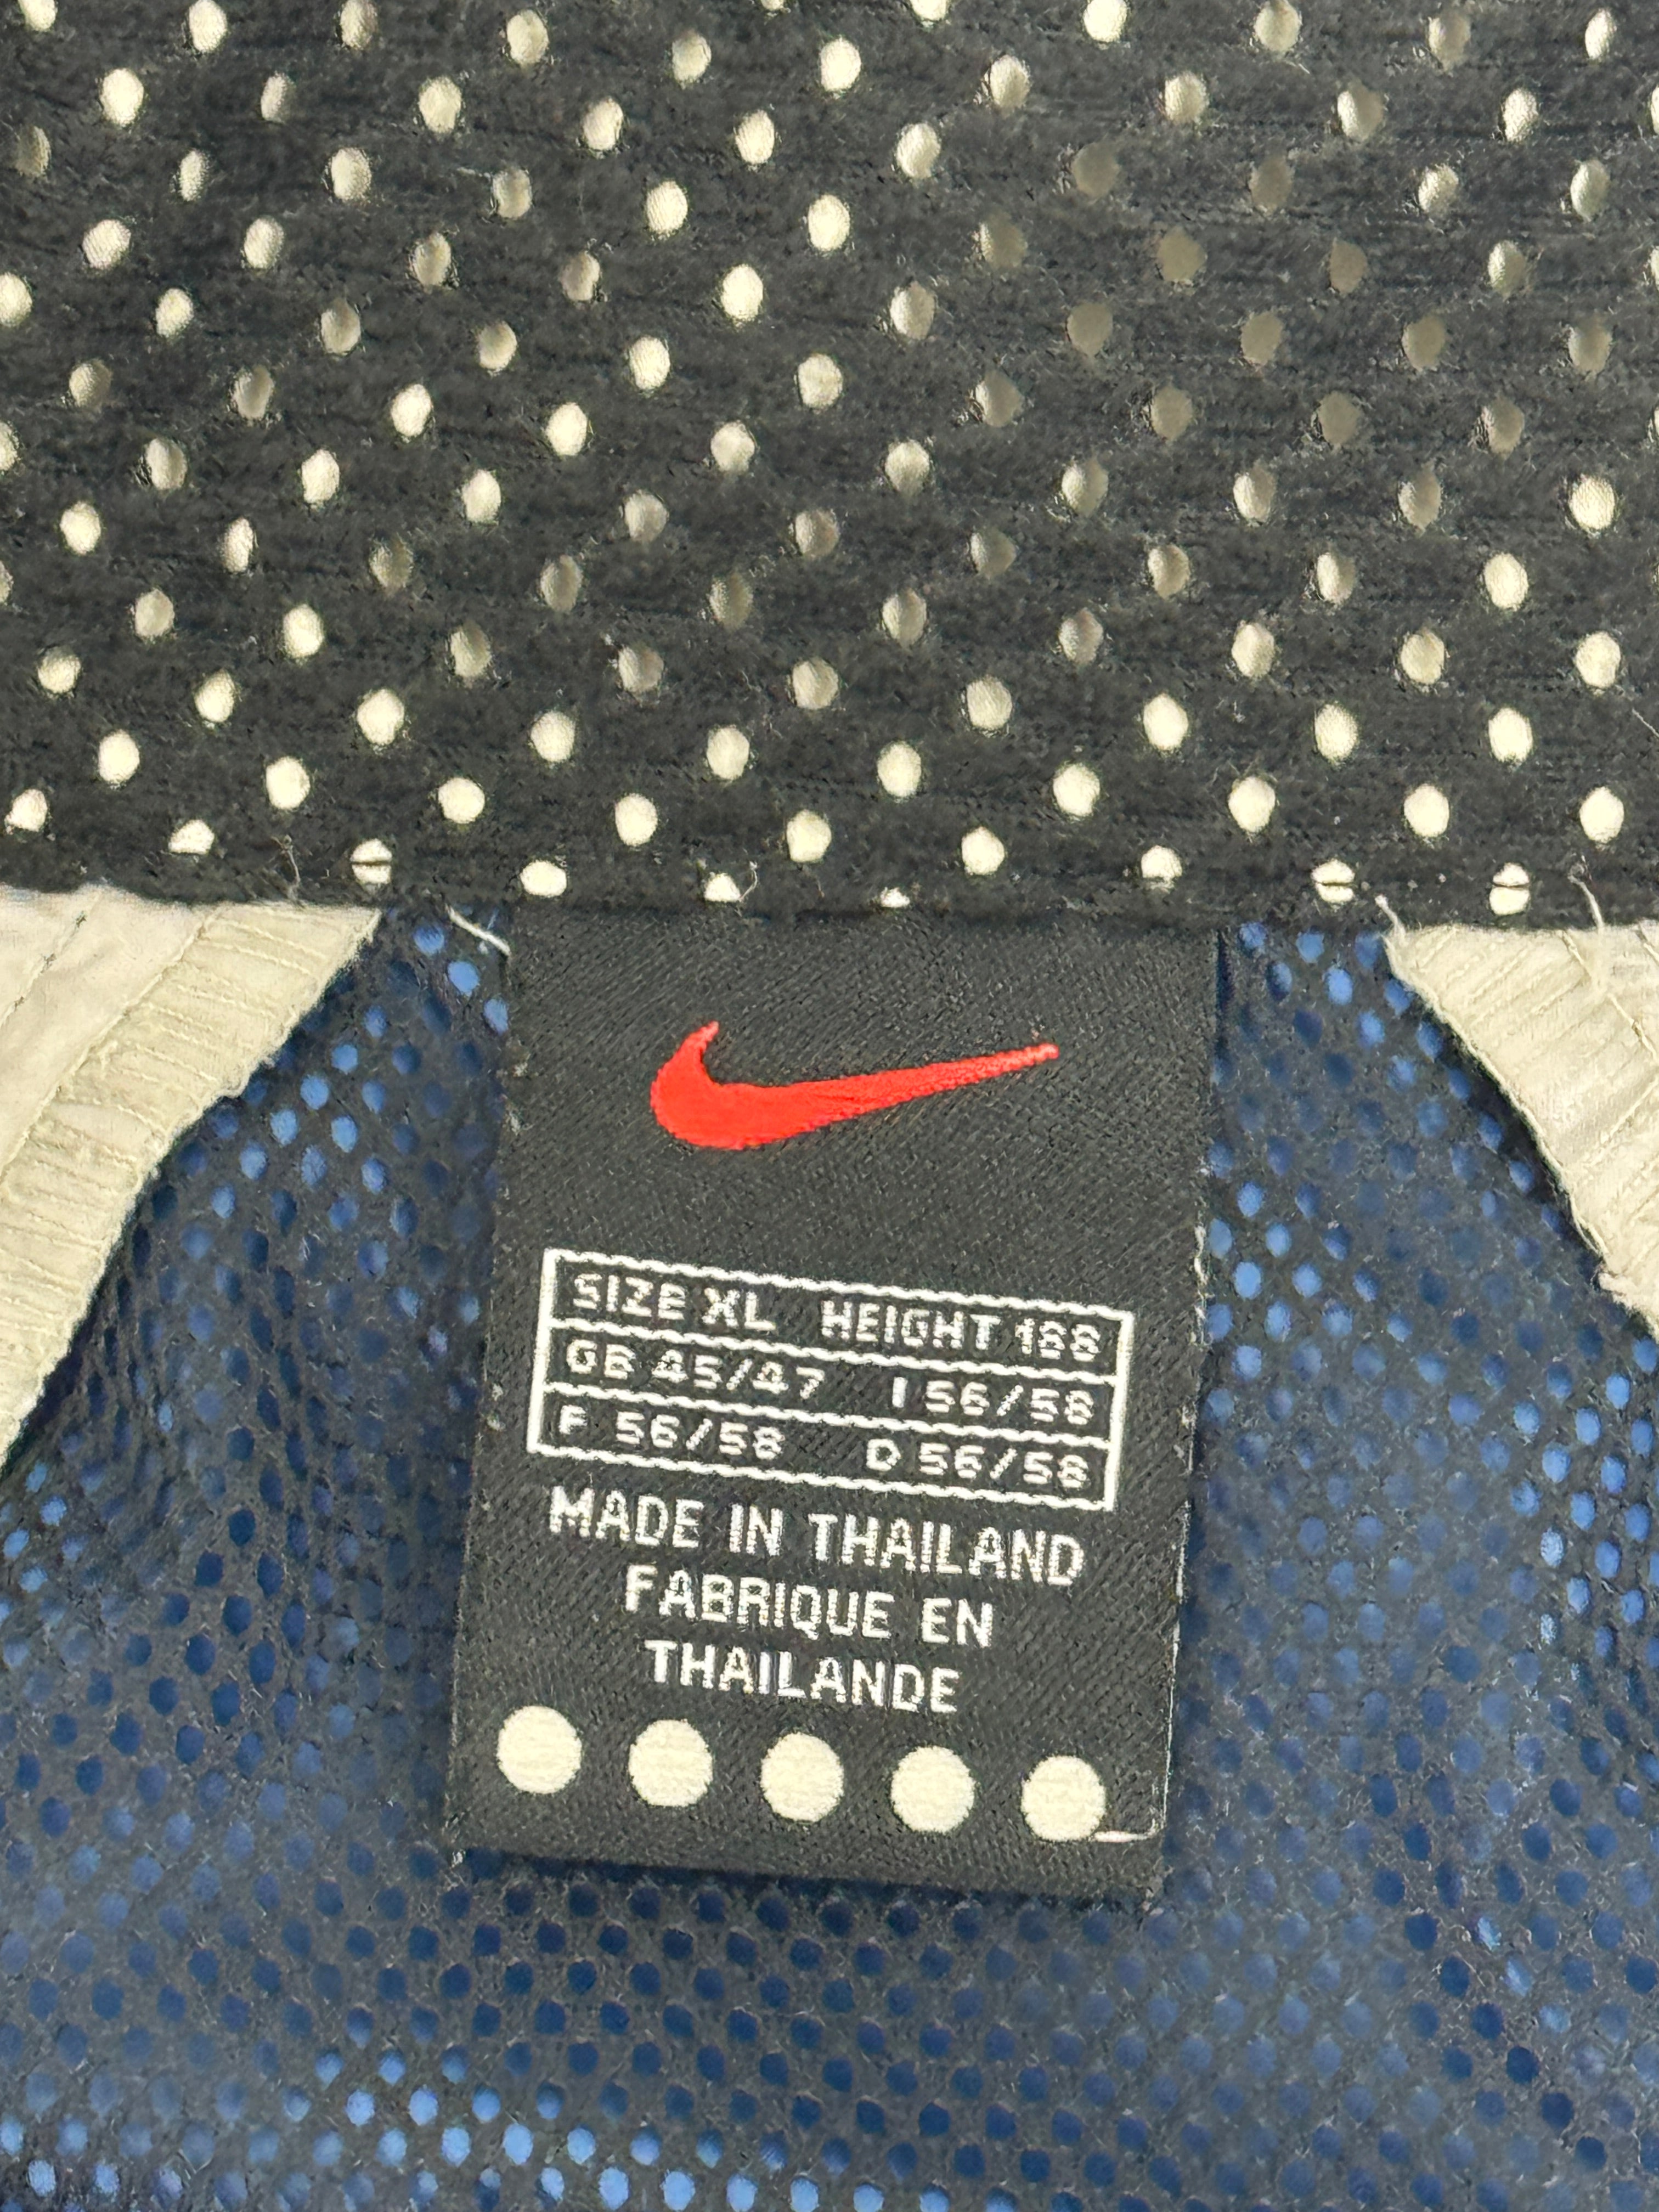 SIZE XL HEIGHT 188
GB 45/47 I 56/58
F 56/58 D 56/58
MADE IN THAILAND
FABRIQUE EN
THAILANDE